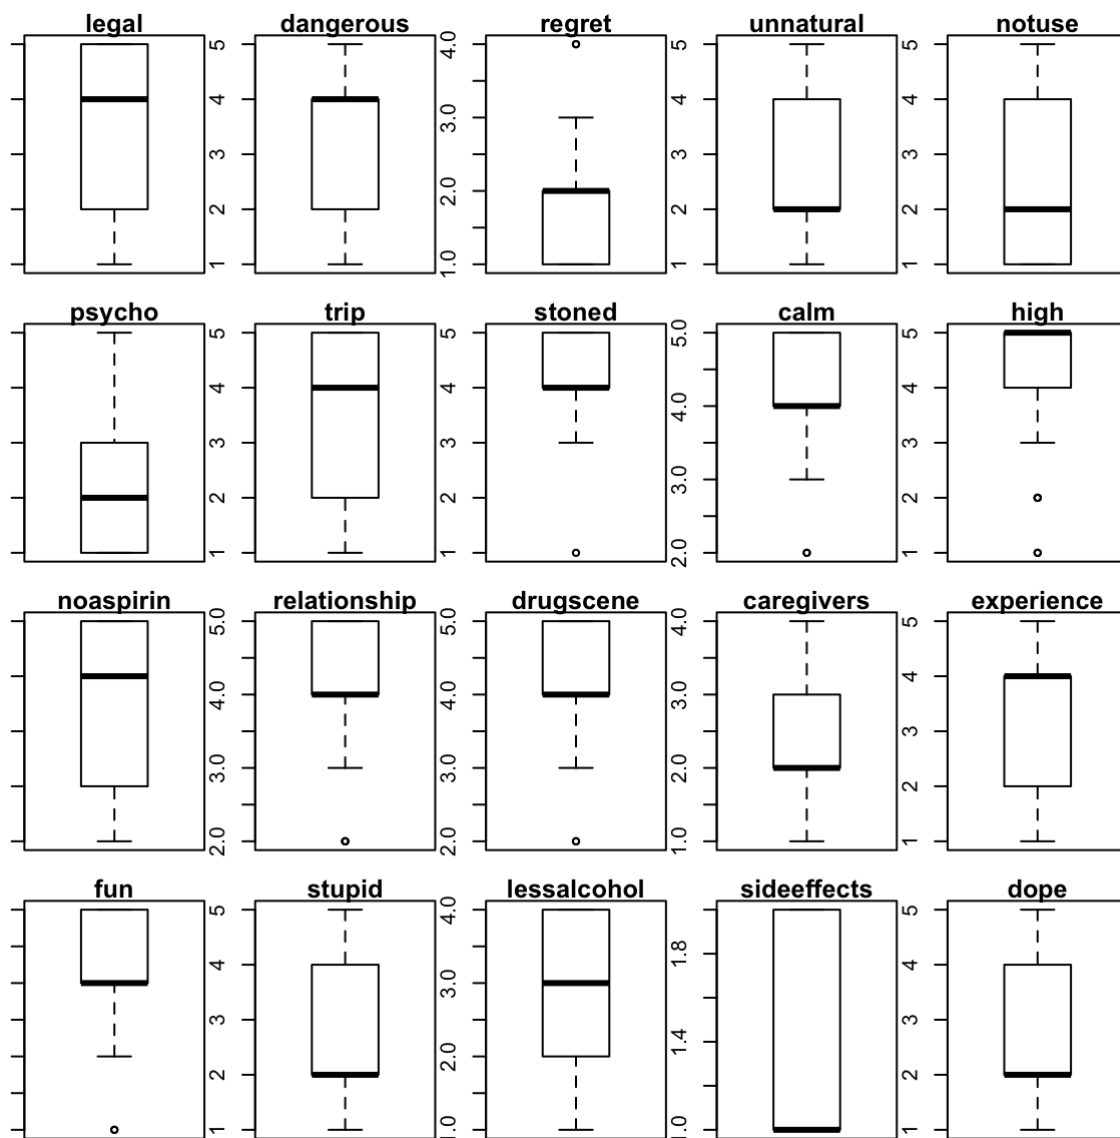 legal dangerous regret unnatural notuse
5 4.0 5 5
4 4 4
3.0
3 3 3
2.0
2 2 2
1 1.0 1 1
psycho trip stoned calm high
5 5 5.0 5
4 4 4
4.0
3 3 3
3.0
2 2 2
1 1 2.0 1
noaspirin relationship drugscene caregivers experience
5.0 5.0 4.0 5
4
4.0 4.0 3.0
3
3.0 3.0 2.0
2
2.0 2.0 1.0 1
fun stupid lessalcohol sideeffects dope
5 4.0 5
1.8
4 4
3.0
3 3
1.4
2.0
2 2
1 1.0 1.0 1